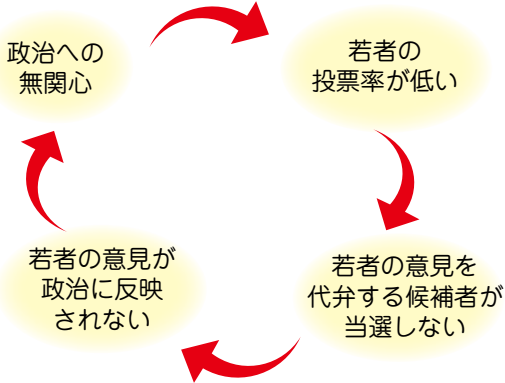 政治への
無関心
若者の
投票率が低い
若者の意見を
代弁する候補者が
当選しない
若者の意見が
政治に反映
されない